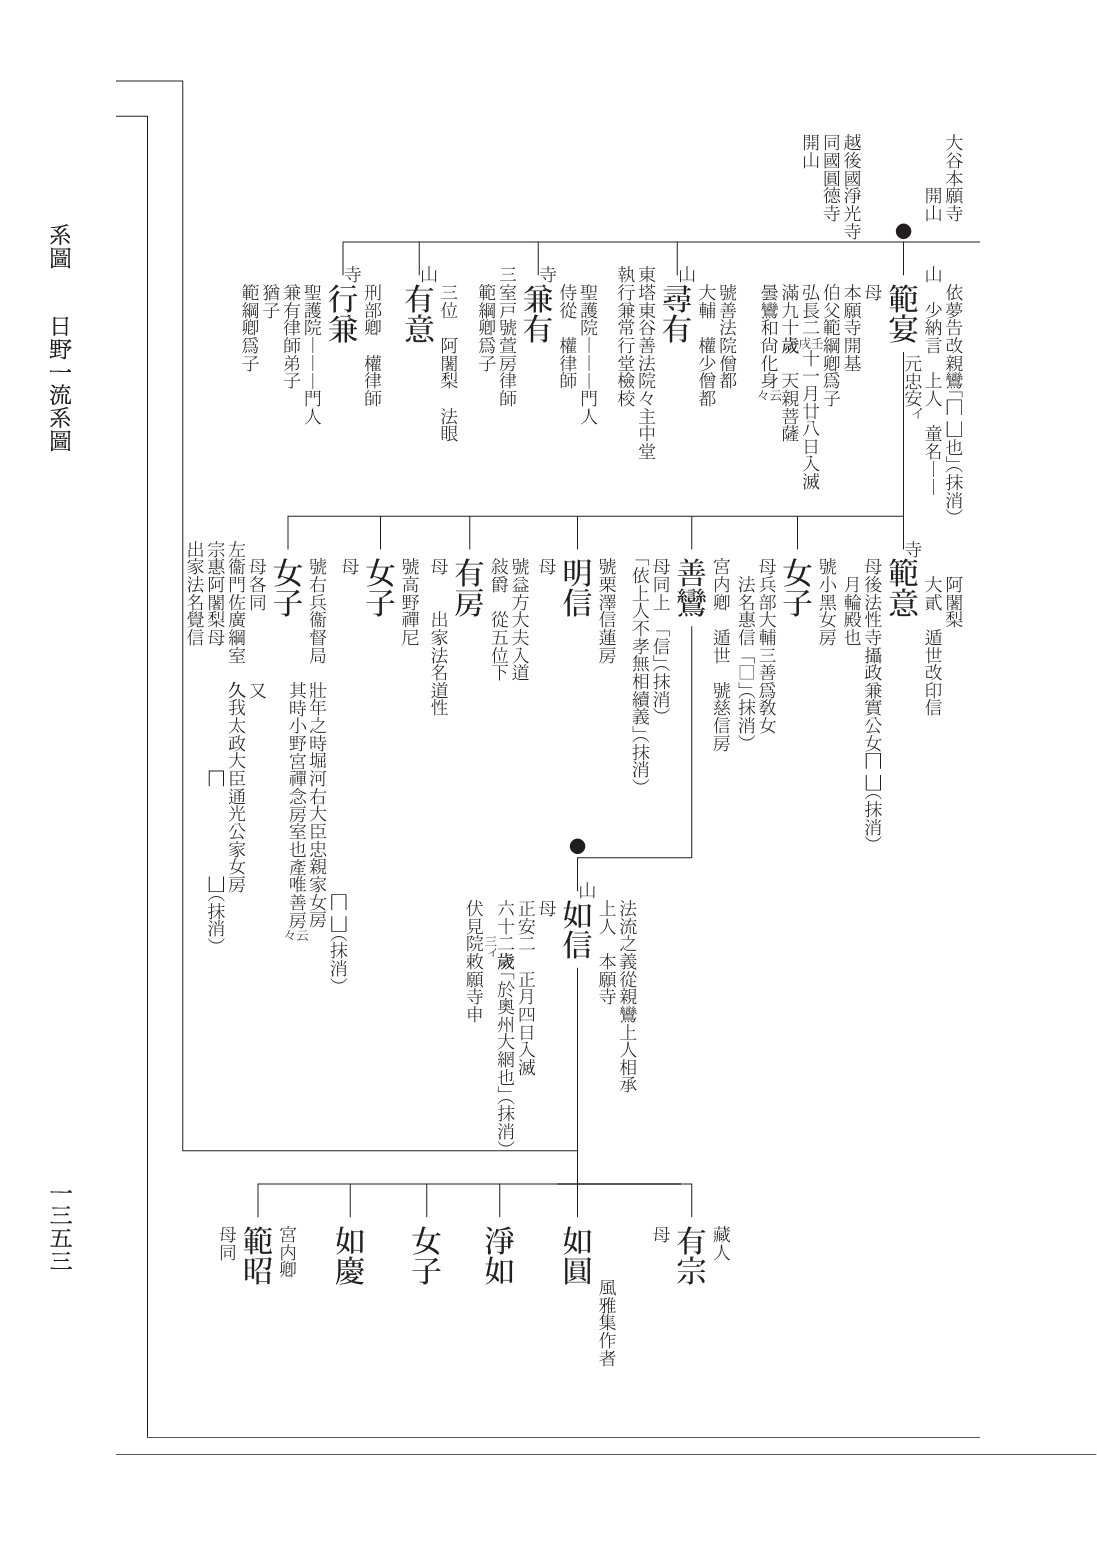 大谷本願寺
開山
越後國淨光寺
同國圓德寺
開山
依夢告改親鸞「冂凵也」（抹消）
山　少納言　上人　童名――
範宴
元忠安イ
母
本願寺開基
伯父範綱卿爲子
弘長二壬戌十一月廿八日入滅
滿九十歲　天親菩薩
曇鸞和尙化身云々
山
尋有
號善法院僧都
大輔　權少僧都
東塔東谷善法院々主中堂
執行兼常行堂檢校
寺
兼有
聖護院―――門人
侍從　權律師
三室戸號萱房律師
範綱卿爲子
山
有意
三位　阿闍梨　法眼
寺
行兼
刑部卿　權律師
聖護院―――門人
兼有律師弟子
猶子
範綱卿爲子
寺
範意
阿闍梨
大貳　遁世改印信
母後法性寺攝政兼實公女冂凵（抹消）
月輪殿也
女子
號小黑女房
母兵部大輔三善爲敎女
法名惠信「□」（抹消）
善鸞
宮内卿　遁世　號慈信房
母同上　「信」（抹消）
「依上人不孝無相續義」（抹消）
明信
號栗澤信蓮房
母
有房
號益方大夫入道
敍爵　從五位下
母　出家法名道性
女子
號高野禪尼
母
女子
號右兵衞督局　壯年之時堀河右大臣忠親家女房
冂凵（抹消）
其時小野宮禪念房室也產唯善房云々
母各同　又
左衞門佐廣綱室　久我太政大臣通光公家女房
宗惠阿闍梨母　冂　凵（抹消）
出家法名覺信
山
如信
法流之義從親鸞上人相承
上人　本願寺
母
正安二　正月四日入滅
六十二歲「於奧州大網也」（抹消）
三イ
伏見院敕願寺申
有宗
藏人
母
如圓
風雅集作者
淨如
女子
如慶
範昭
宮内卿
母同
系圖　日野一流系圖
一三五三